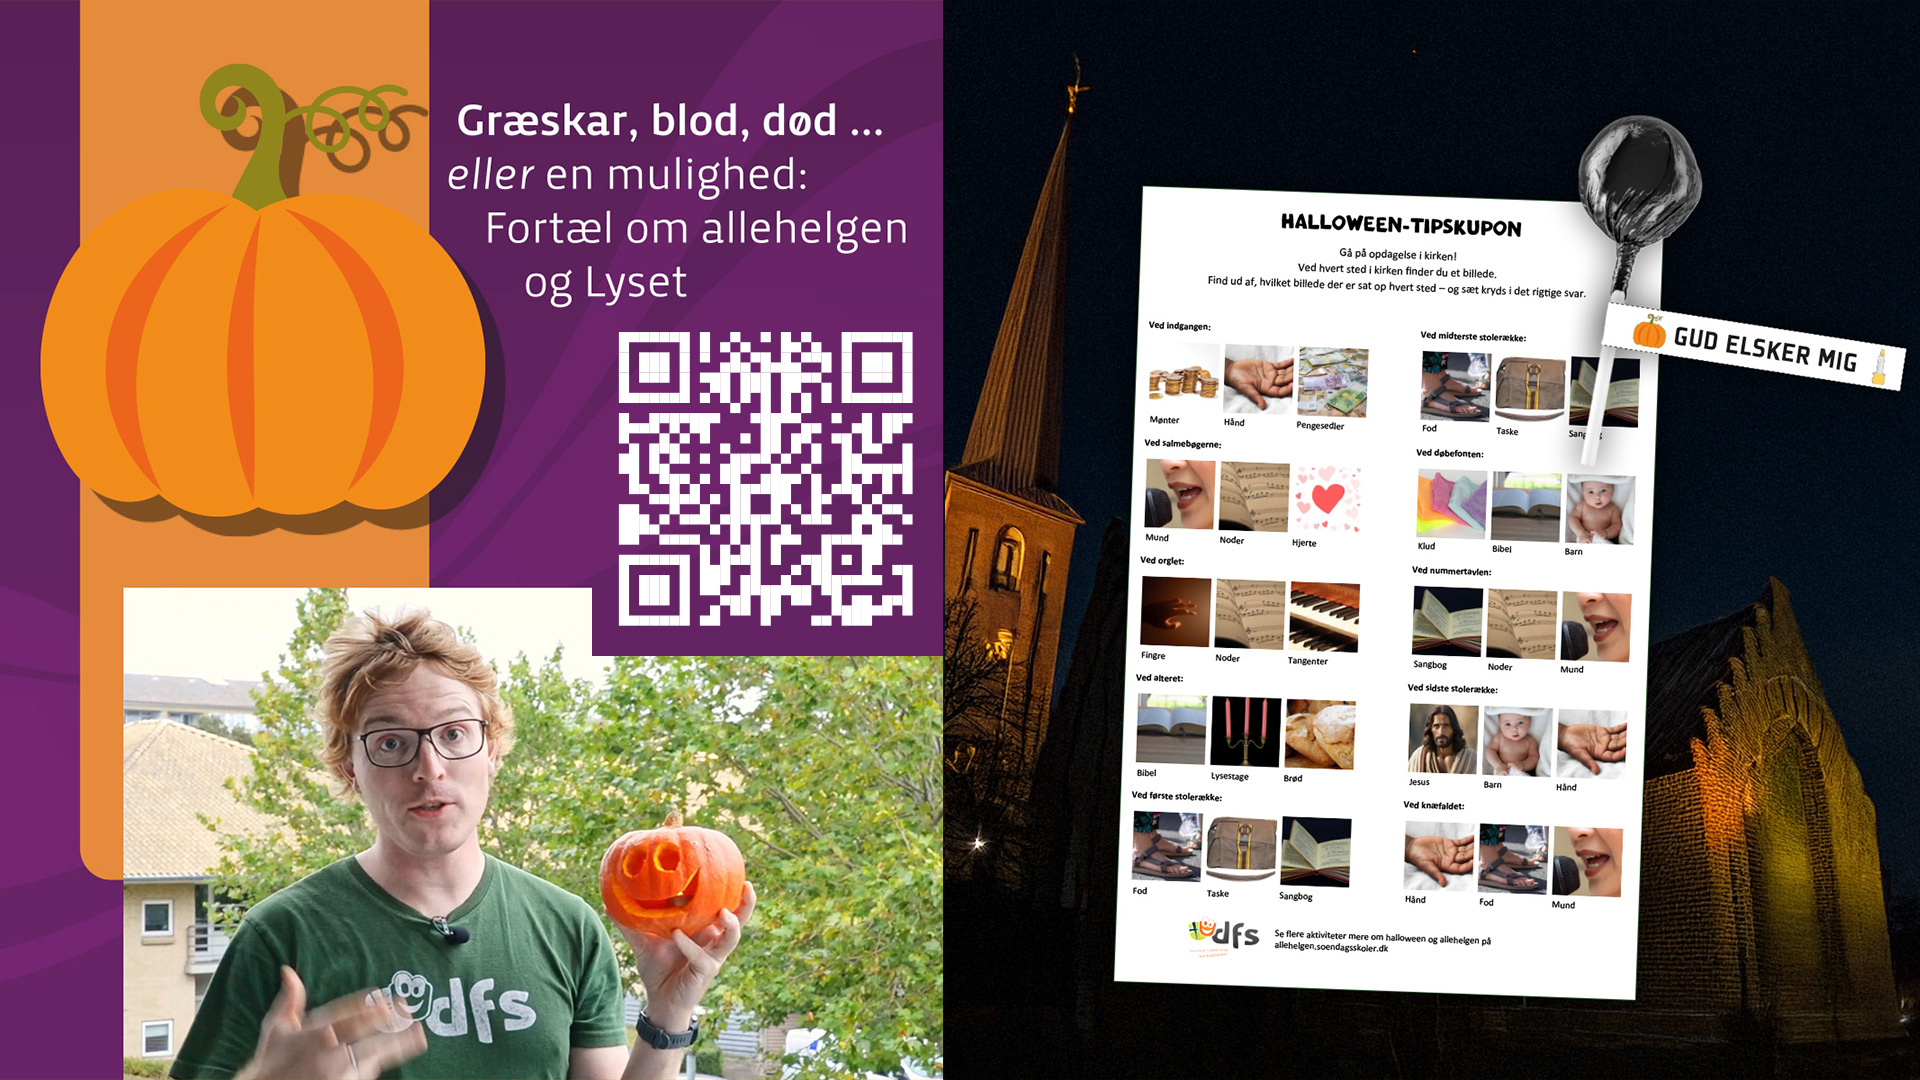 Græskar, blod, død ...
eller en mulighed:
Fortæl om allehelgen
og Lyset
dfs
HALLOWEEN-TIPSKUPON
Gå på opdagelse i kirken!
Ved hvert sted i kirken finder du et billede.
Find ud af, hvilket billede der er sat op hvert sted – og sæt kryds i det rigtige svar.
Ved indgangen:
Mønter Hånd Pengesedler
Ved salmebøgerne:
Mund Noder Hjerte
Ved orglet:
Fingre Noder Tangenter
Ved alteret:
Bibel Lysestage Brød
Ved første stolerække:
Fod Taske Sangbog
Ved midterste stolerække:
Fod Taske
Ved døbefonten:
Klud Bibel Barn
Ved nummertavlen:
Sangbog Noder Mund
Ved sidste stolerække:
Jesus Barn Hånd
Ved knæfaldet:
Hånd Fod Mund
dfs
Se flere aktiviteter mere om halloween og allehelgen på
allehelgen.soendagsskoler.dk
GUD ELSKER MIG